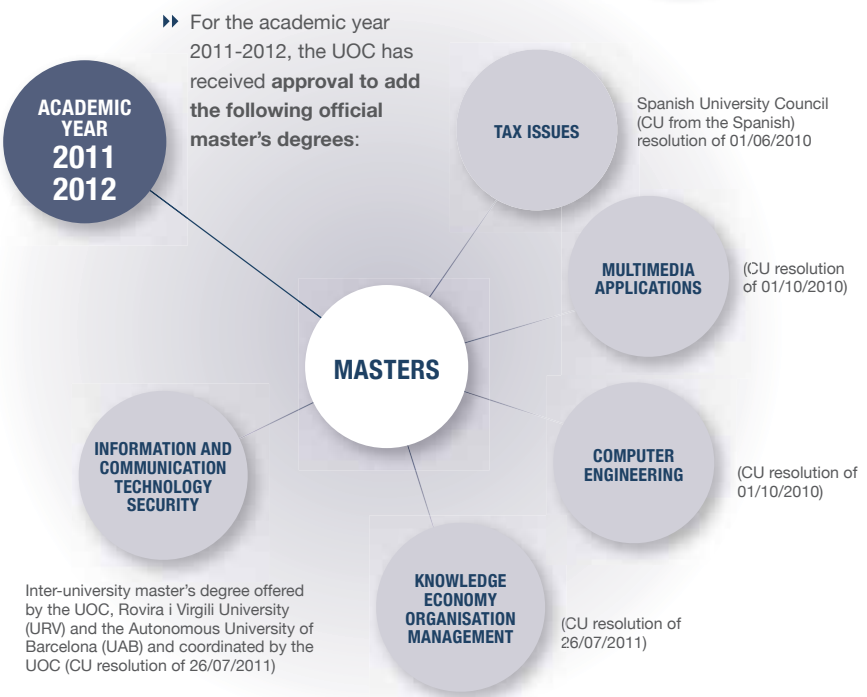 For the academic year
2011-2012, the UOC has
received approval to add
the following official
master's degrees:
ACADEMIC
YEAR
2011
2012
TAX ISSUES
Spanish University Council
(CU from the Spanish)
resolution of 01/06/2010
MULTIMEDIA
APPLICATIONS
(CU resolution
of 01/10/2010)
MASTERS
COMPUTER
ENGINEERING
(CU resolution of
01/10/2010)
INFORMATION AND
COMMUNICATION
TECHNOLOGY
SECURITY
Inter-university master's degree offered
by the UOC, Rovira i Virgili University
(URV) and the Autonomous University of
Barcelona (UAB) and coordinated by the
UOC (CU resolution of 26/07/2011)
KNOWLEDGE
ECONOMY
ORGANISATION
MANAGEMENT
(CU resolution of
26/07/2011)